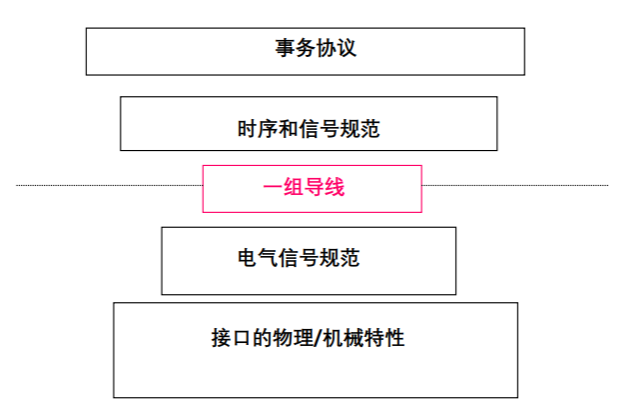 事务协议
时序和信号规范
一组导线
电气信号规范
接口的物理/机械特性